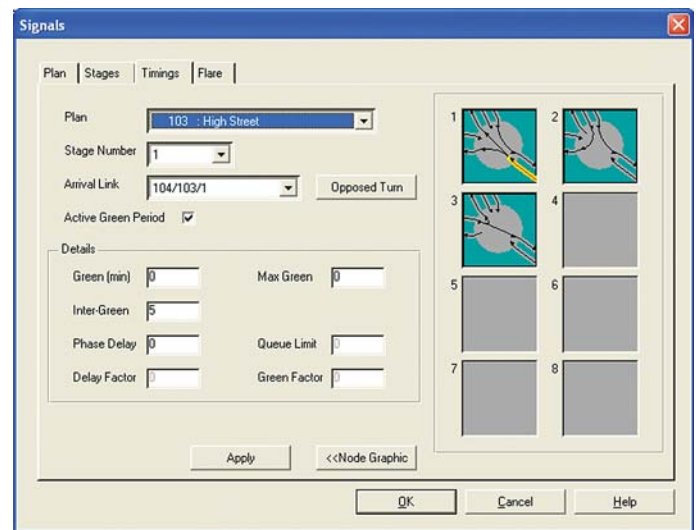 Signals
Plan Stages Timings Flare
Plan 103 : High Street
Stage Number 1
Arrival Link 104/103/1 Opposed Turn
Active Green Period
Details
Green (min) 0 Max Green 0
Inter-Green 5
Phase Delay 0 Queue Limit 0
Delay Factor 0 Green Factor 0
Apply <<Node Graphic
1 2
3 4
5 6
7 8
OK Cancel Help